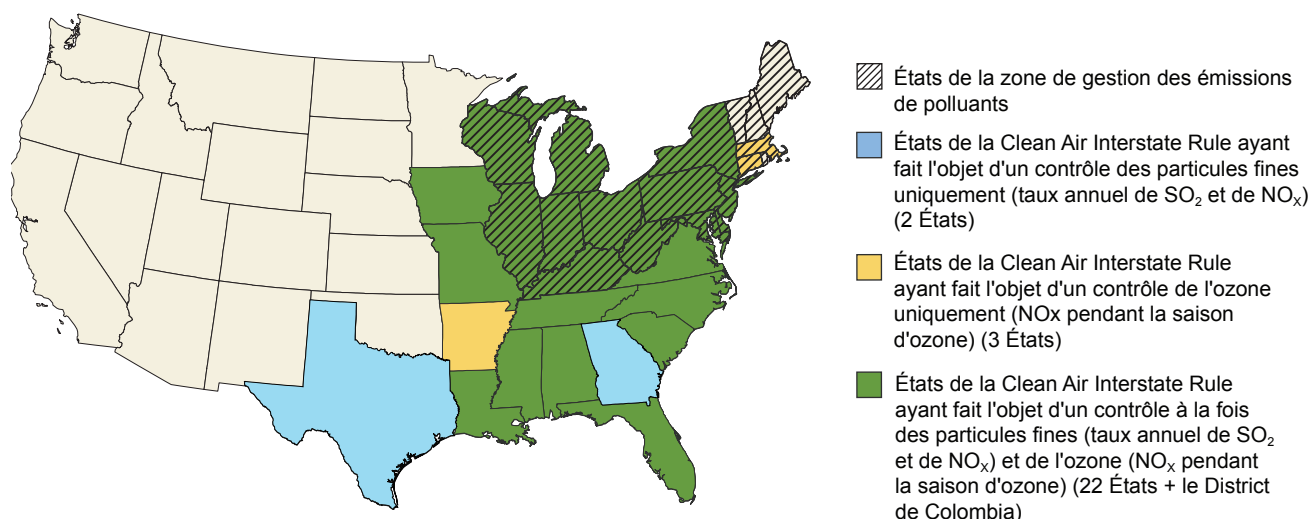 États de la zone de gestion des émissions
de polluants
États de la Clean Air Interstate Rule ayant
fait l'objet d'un contrôle des particules fines
uniquement (taux annuel de SO₂ et de NOₓ)
(2 États)
États de la Clean Air Interstate Rule
ayant fait l'objet d'un contrôle de l'ozone
uniquement (NOx pendant la saison
d'ozone) (3 États)
États de la Clean Air Interstate Rule
ayant fait l'objet d'un contrôle à la fois
des particules fines (taux annuel de SO₂
et de NOₓ) et de l'ozone (NOₓ pendant
la saison d'ozone) (22 États + le District
de Colombia)